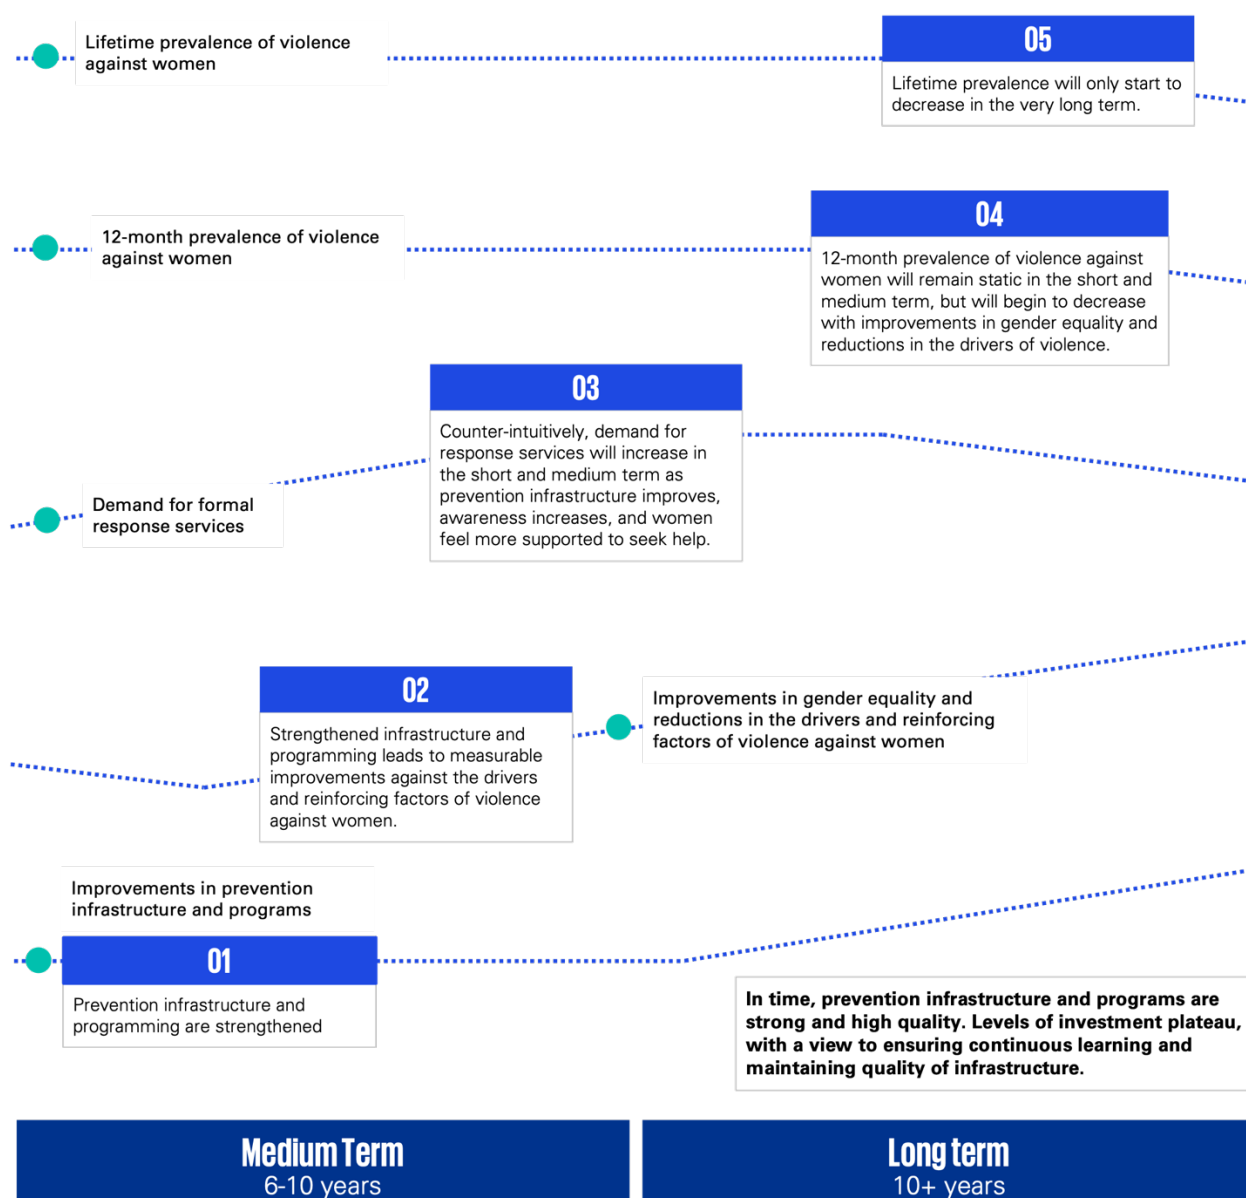 Lifetime prevalence of violence
against women
05
Lifetime prevalence will only start to
decrease in the very long term.
12-month prevalence of violence
against women
04
12-month prevalence of violence against
women will remain static in the short and
medium term, but will begin to decrease
with improvements in gender equality and
reductions in the drivers of violence.
03
Counter-intuitively, demand for
response services will increase in
the short and medium term as
prevention infrastructure improves,
awareness increases, and women
feel more supported to seek help.
Demand for formal
response services
02
Strengthened infrastructure and
programming leads to measurable
improvements against the drivers
and reinforcing factors of violence
against women.
Improvements in gender equality and
reductions in the drivers and reinforcing
factors of violence against women
Improvements in prevention
infrastructure and programs
01
Prevention infrastructure and
programming are strengthened
In time, prevention infrastructure and programs are
strong and high quality. Levels of investment plateau,
with a view to ensuring continuous learning and
maintaining quality of infrastructure.
Medium Term
6-10 years
Long term
10+ years